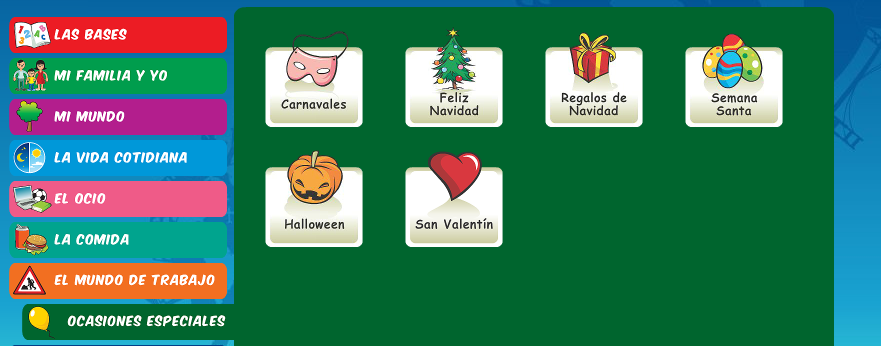 LAS BASES
MI FAMILIA Y YO
MI MUNDO
LA VIDA COTIDIANA
EL OCIO
LA COMIDA
EL MUNDO DE TRABAJO
OCASIONES ESPECIALES
Carnavales
Feliz
Navidad
Regalos de
Navidad
Semana
Santa
Halloween
San Valentín